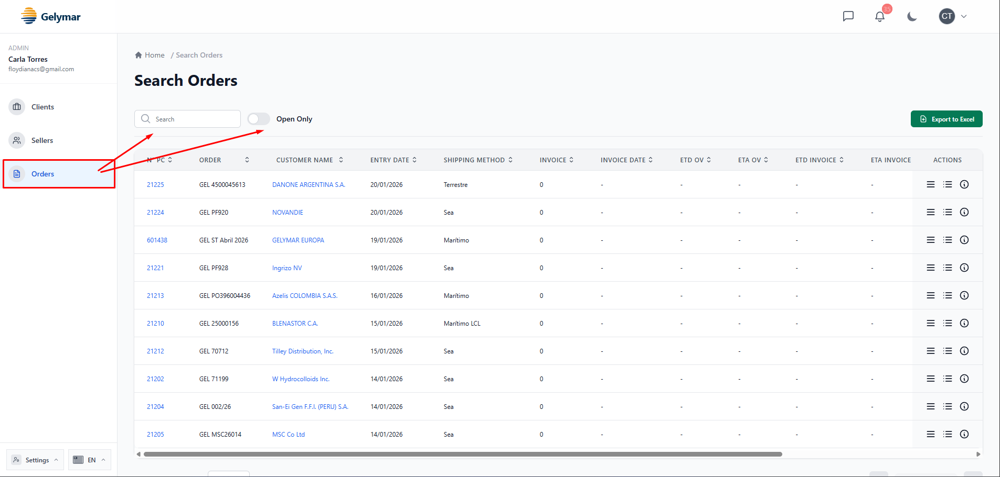 Gelymar
35
CT
ADMIN
Carla Torres
floydianacs@gmail.com
Clients
Sellers
Orders
Settings
EN
Home / Search Orders
Search Orders
Search
Open Only
Export to Excel
N° PC ORDER CUSTOMER NAME ENTRY DATE SHIPPING METHOD INVOICE INVOICE DATE ETD OV ETA OV ETD INVOICE ETA INVOICE ACTIONS
21225 GEL 4500045613 DANONE ARGENTINA S.A. 20/01/2026 Terrestre 0 - - - - -
21224 GEL PF920 NOVANDIE 20/01/2026 Sea 0 - - - - -
601438 GEL ST Abril 2026 GELYMAR EUROPA 19/01/2026 Marítimo 0 - - - - -
21221 GEL PF928 Ingrizo NV 19/01/2026 Sea 0 - - - - -
21213 GEL PO396004436 Azelis COLOMBIA S.A.S. 16/01/2026 Marítimo 0 - - - - -
21210 GEL 25000156 BLENASTOR C.A. 15/01/2026 Marítimo LCL 0 - - - - -
21212 GEL 70712 Tilley Distribution, Inc. 15/01/2026 Sea 0 - - - - -
21202 GEL 71199 W Hydrocolloids Inc. 14/01/2026 Sea 0 - - - - -
21204 GEL 002/26 San-Ei Gen F.F.I. (PERU) S.A. 14/01/2026 Sea 0 - - - - -
21205 GEL MSC26014 MSC Co Ltd 14/01/2026 Sea 0 - - - - -